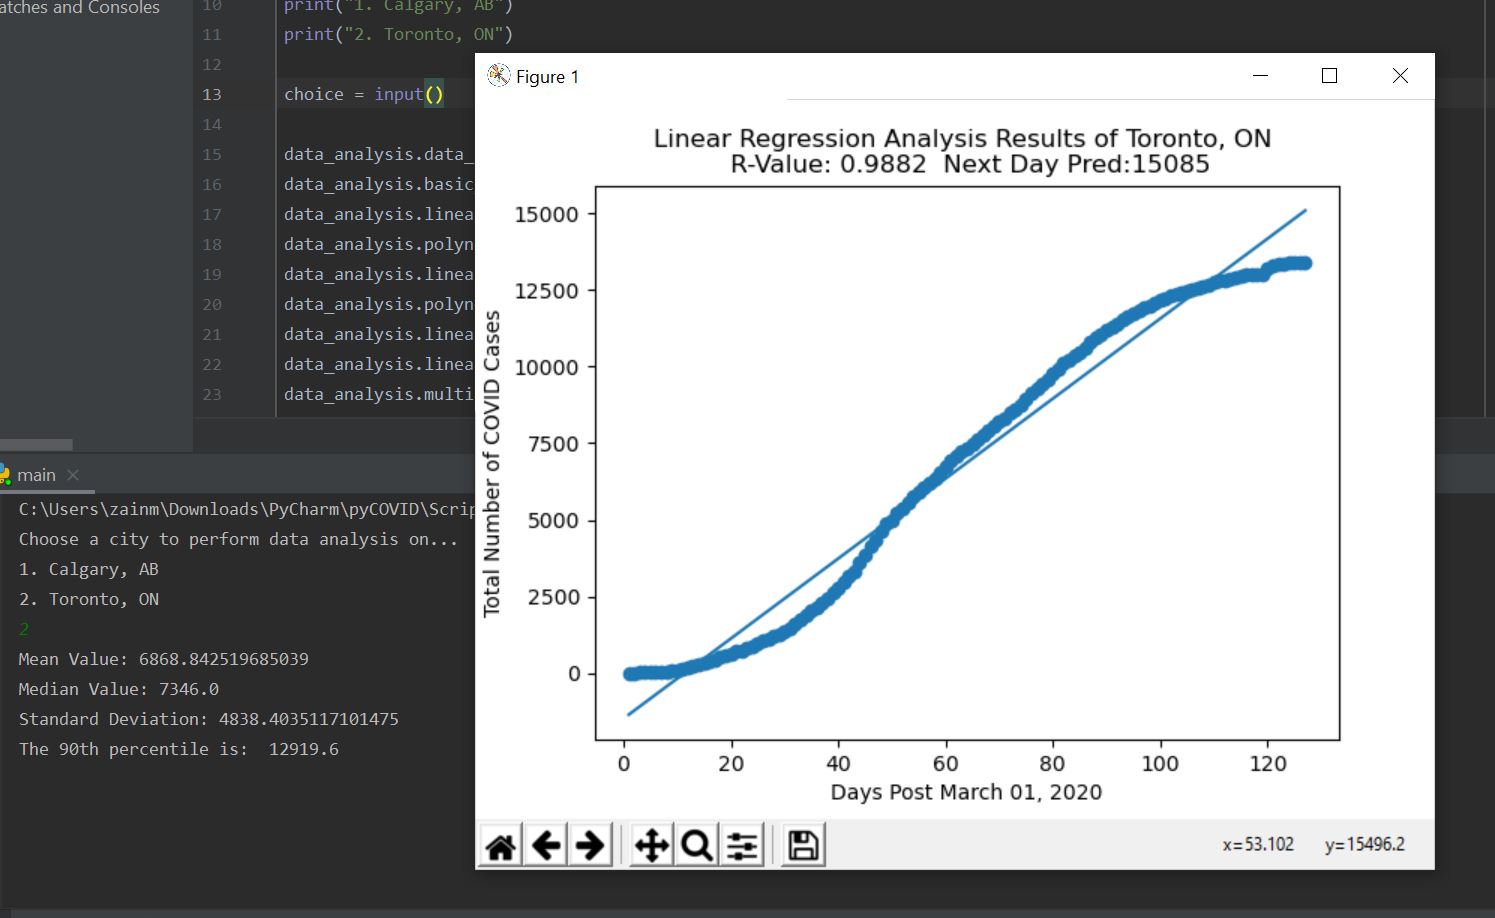 atches and Consoles
10 print("1. Calgary, AB")
11 print("2. Toronto, ON")
12
13 choice = input()
14
15 data_analysis.data_
16 data_analysis.basic
17 data_analysis.linea
18 data_analysis.polyn
19 data_analysis.linea
20 data_analysis.polyn
21 data_analysis.linea
22 data_analysis.linea
23 data_analysis.multi
main
C:\Users\zainm\Downloads\PyCharm\pyCOVID\Scrip
Choose a city to perform data analysis on...
1. Calgary, AB
2. Toronto, ON
2
Mean Value: 6868.842519685039
Median Value: 7346.0
Standard Deviation: 4838.4035117101475
The 90th percentile is:  12919.6
Figure 1
Linear Regression Analysis Results of Toronto, ON
R-Value: 0.9882  Next Day Pred:15085
Total Number of COVID Cases
15000
12500
10000
7500
5000
2500
0
0 20 40 60 80 100 120
Days Post March 01, 2020
x=53.102 y=15496.2